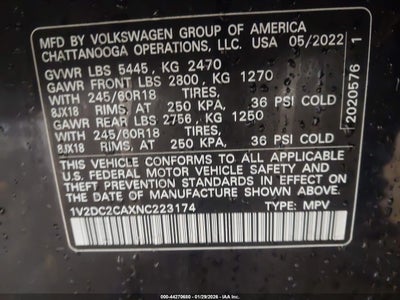 MFD BY VOLKSWAGEN GROUP OF AMERICA
CHATTANOOGA OPERATIONS, LLC. USA 05/2022
GVWR LBS 5445, KG 2470
GAWR FRONT LBS 2800, KG 1270
WITH 245/60R18 TIRES,
8JX18 RIMS, AT 250 KPA, 36 PSI COLD
GAWR REAR LBS 2756, KG 1250
WITH 245/60R18 TIRES,
8JX18 RIMS, AT 250 KPA, 36 PSI COLD
THIS VEHICLE CONFORMS TO ALL APPLICABLE
U.S. FEDERAL MOTOR VEHICLE SAFETY
AND THEFT PREVENTION STANDARDS IN EFFECT ON
THE DATE OF MANUFACTURE SHOWN ABOVE.
1V2DC2CAXNC223174 TYPE: MPV
72020576 1
000-44270680 - 01/29/2026 - IAAI